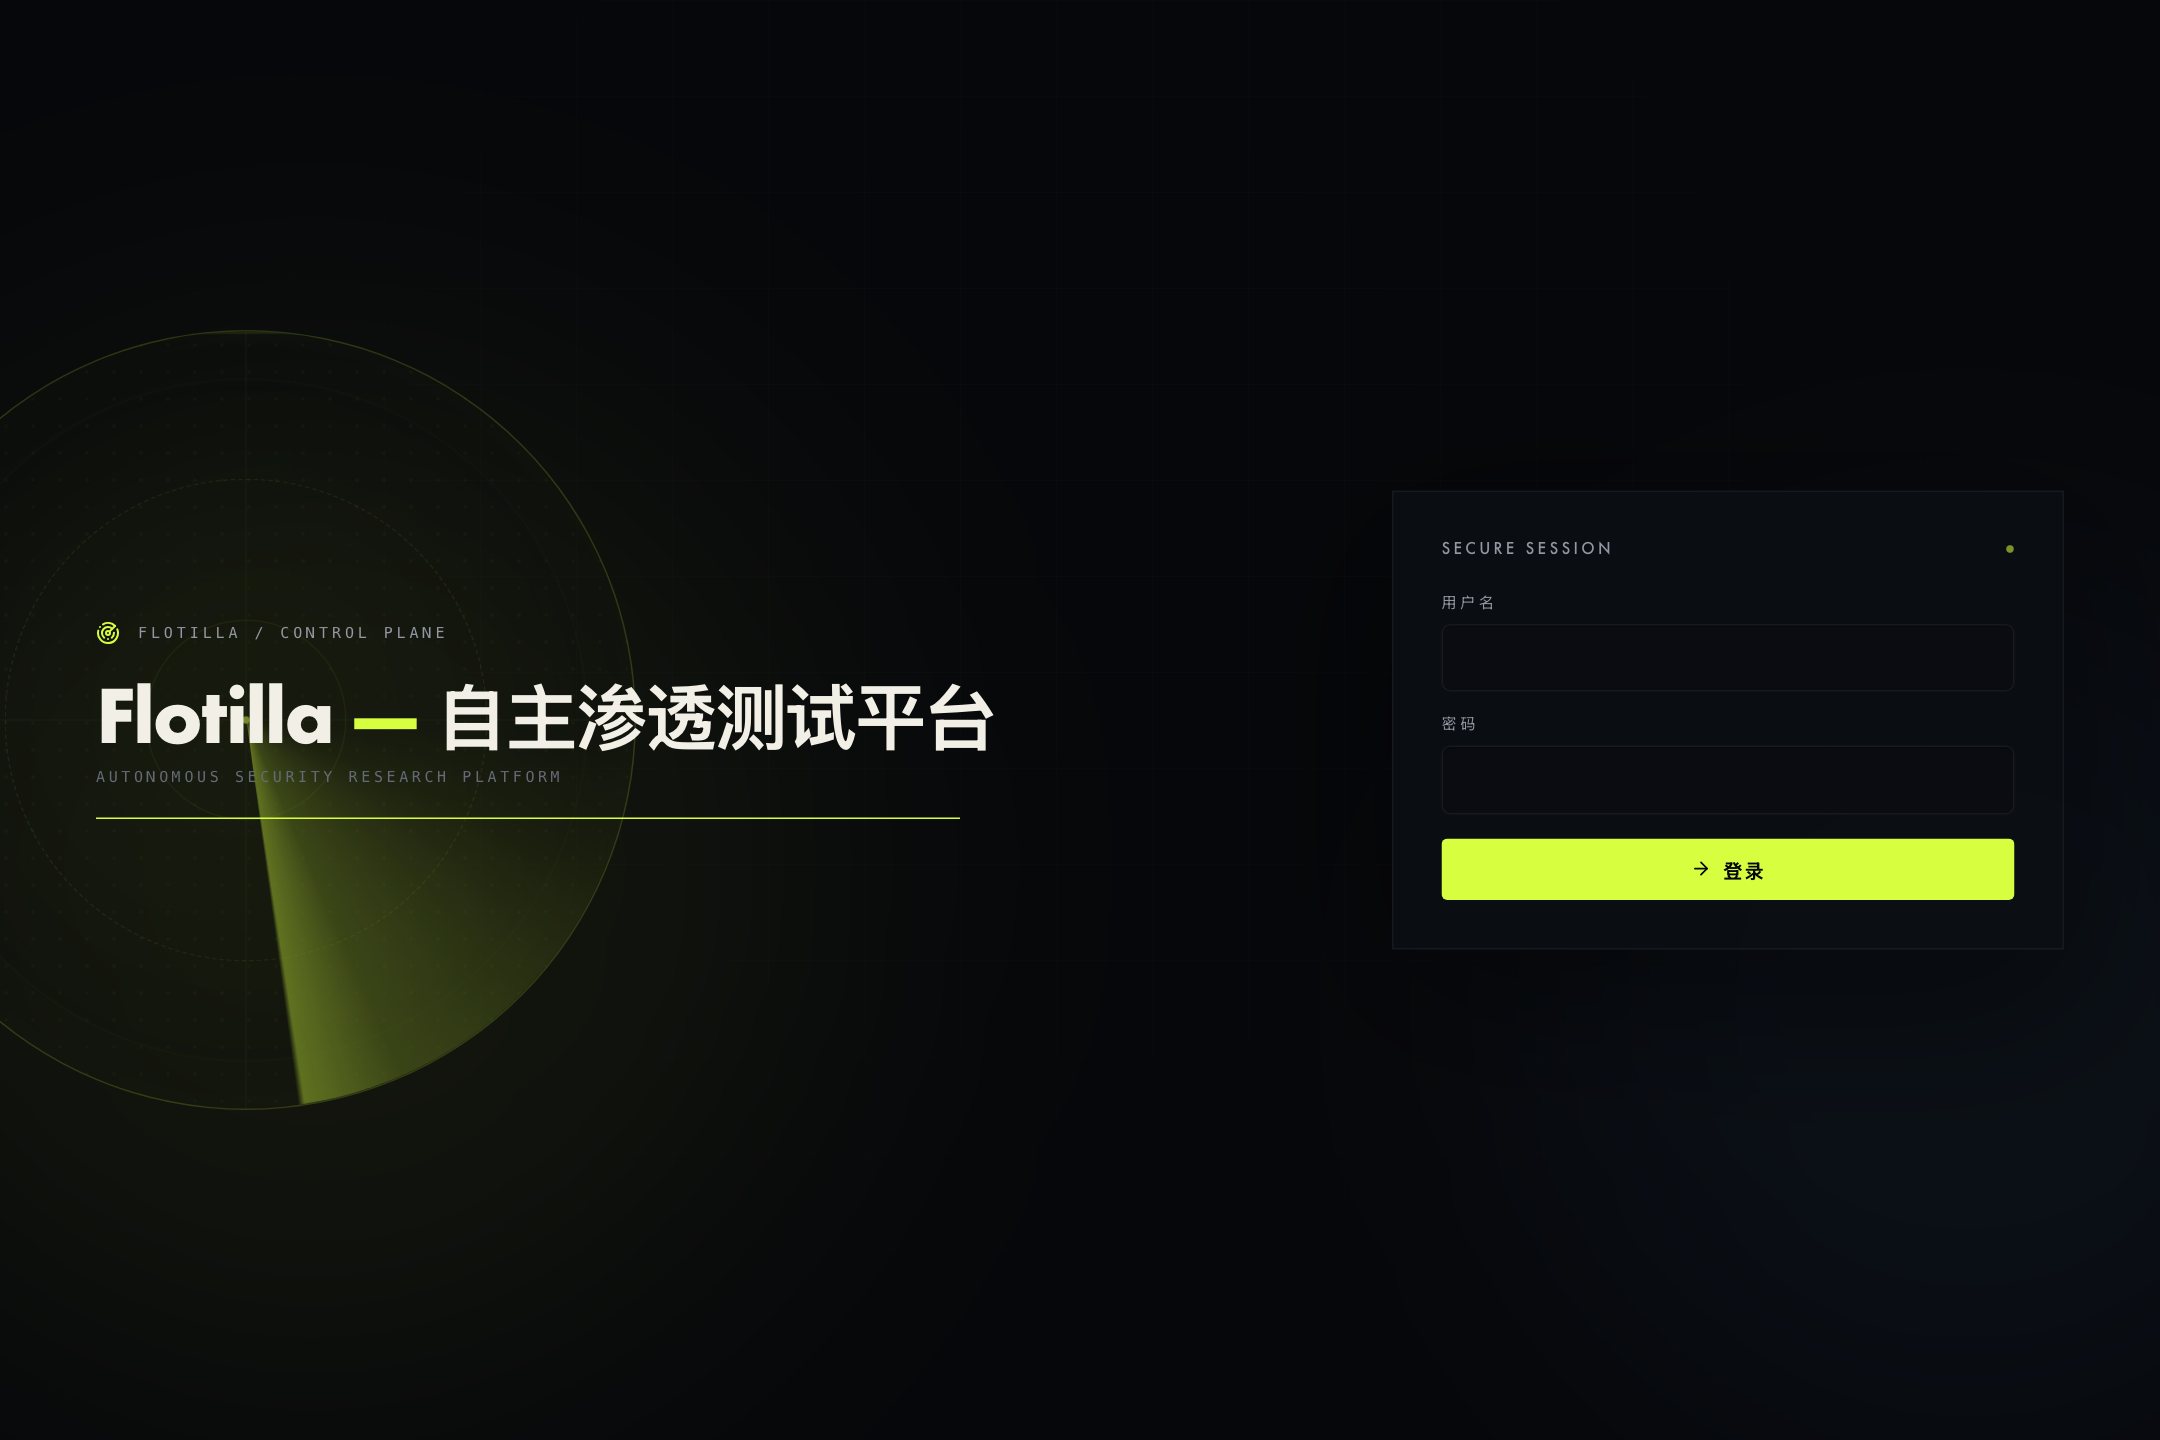 FLOTILLA / CONTROL PLANE
Flotilla — 自主渗透测试平台
AUTONOMOUS SECURITY RESEARCH PLATFORM
SECURE SESSION
用户名
密码
→ 登录